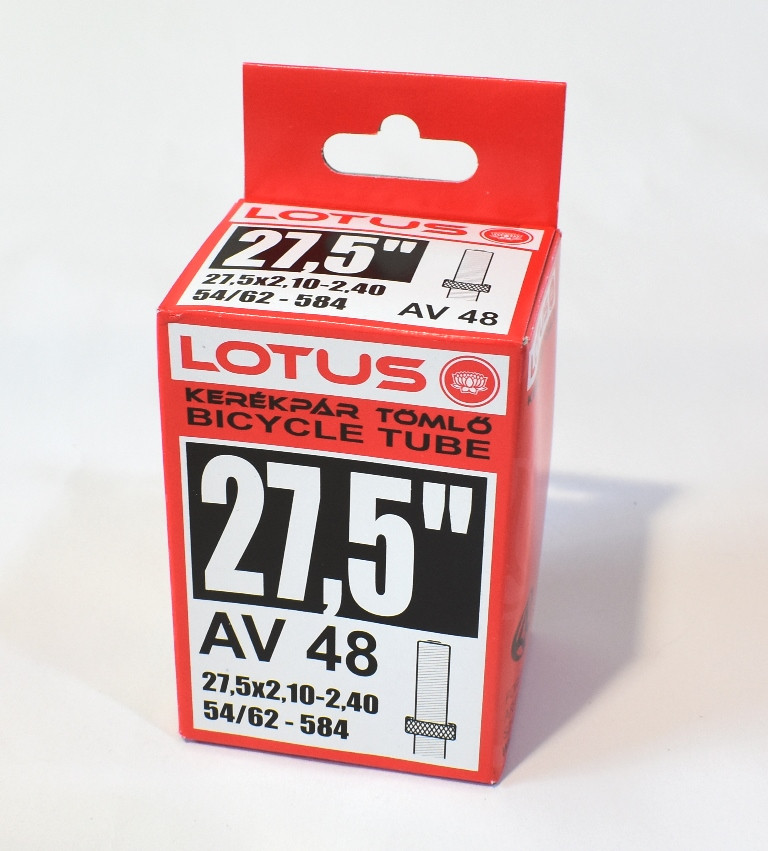 LOTUS
27,5"
27,5x2,10-2,40
54/62 - 584
AV 48
LOTUS
KERÉKPÁR TÖMLŐ
BICYCLE TUBE
27,5"
AV 48
27,5x2,10-2,40
54/62 - 584